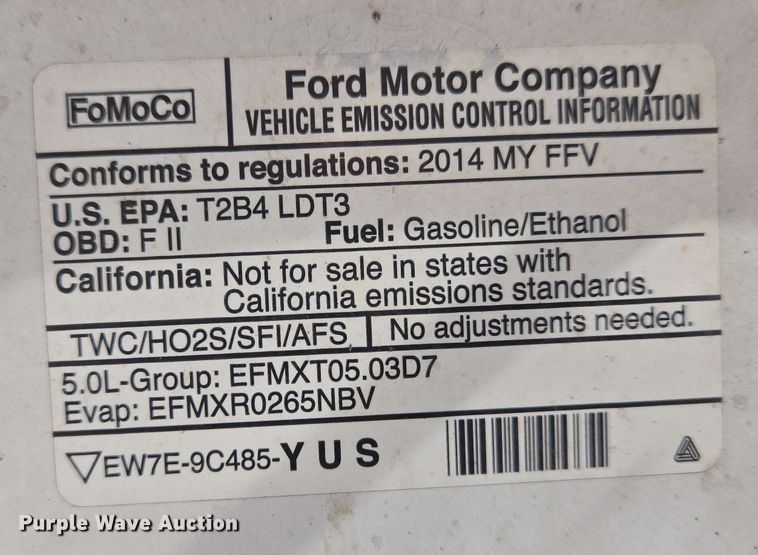 FoMoCo
Ford Motor Company
VEHICLE EMISSION CONTROL INFORMATION
Conforms to regulations: 2014 MY FFV
U.S. EPA: T2B4 LDT3
OBD: F II Fuel: Gasoline/Ethanol
California: Not for sale in states with
California emissions standards.
TWC/HO2S/SFI/AFS No adjustments needed.
5.0L-Group: EFMXT05.03D7
Evap: EFMXR0265NBV
EW7E-9C485-Y U S
Purple Wave Auction